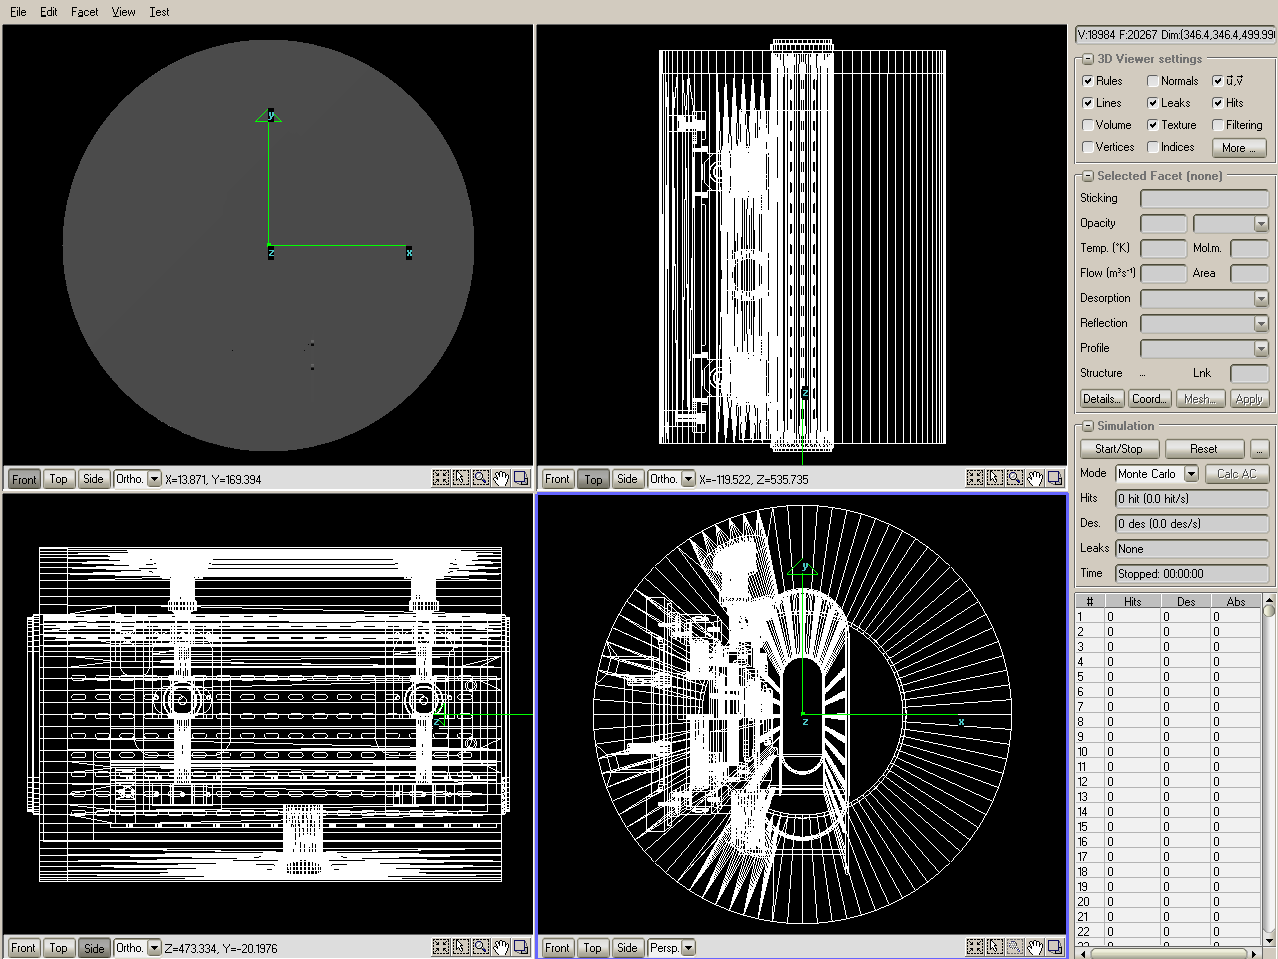 File Edit Facet View Test
V:18984 F:20267 Dim:(346.4,346.4,499.99
3D Viewer settings
Rules Normals ū,v̄
Lines Leaks Hits
Volume Texture Filtering
Vertices Indices More ...
Selected Facet (none)
Sticking
Opacity
Temp. (°K) Mol.m.
Flow (m³s⁻¹) Area
Desorption
Reflection
Profile
Structure ... Lnk
Details... Coord... Mesh... Apply
Simulation
Start/Stop Reset ...
Mode Monte Carlo Calc AC
Hits 0 hit (0.0 hit/s)
Des. 0 des (0.0 des/s)
Leaks None
Time Stopped: 00:00:00
# Hits Des Abs
1 0 0 0
2 0 0 0
3 0 0 0
4 0 0 0
5 0 0 0
6 0 0 0
7 0 0 0
8 0 0 0
9 0 0 0
10 0 0 0
11 0 0 0
12 0 0 0
13 0 0 0
14 0 0 0
15 0 0 0
16 0 0 0
17 0 0 0
18 0 0 0
19 0 0 0
20 0 0 0
21 0 0 0
22 0 0 0
y
z x
Front Top Side Ortho. X=13.871, Y=169.394
z
Front Top Side Ortho. X=-119.522, Z=535.735
z
Front Top Side Ortho. Z=473.334, Y=-20.1976
y
z x
Front Top Side Persp.